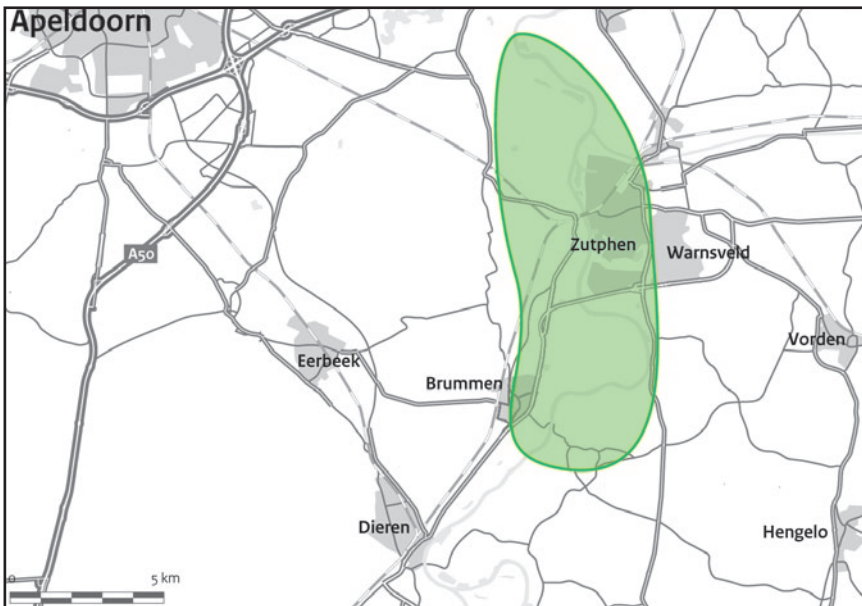 Apeldoorn
A50
Zutphen
Warnsveld
Vorden
Eerbeek
Brummen
Dieren
Hengelo
0
5 km